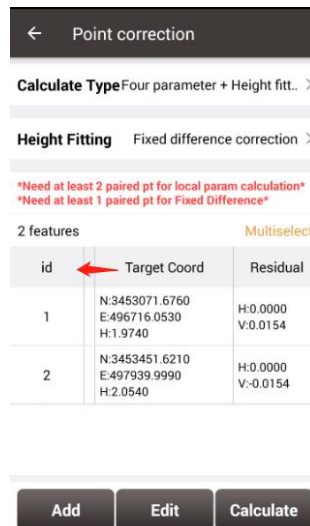 Point correction
Calculate Type Four parameter + Height fitt..
Height Fitting Fixed difference correction
*Need at least 2 paired pt for local param calculation*
*Need at least 1 paired pt for Fixed Difference*
2 features Multiselect
id Target Coord Residual
N:3453071.6760
1 E:496716.0530 H:0.0000
H:1.9740 V:0.0154
N:3453451.6210
2 E:497939.9990 H:0.0000
H:2.0540 V:-0.0154
Add Edit Calculate